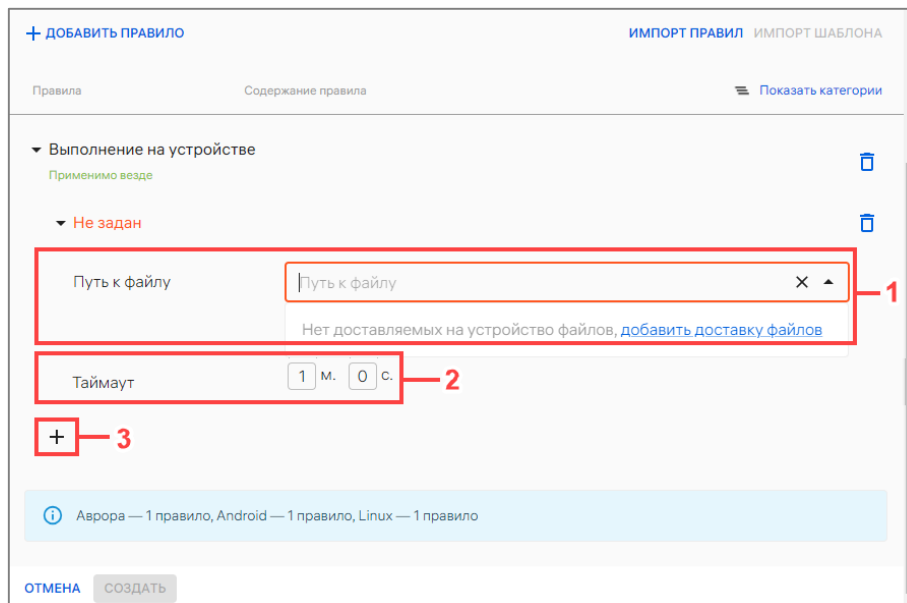 + ДОБАВИТЬ ПРАВИЛО ИМПОРТ ПРАВИЛ ИМПОРТ ШАБЛОНА
Правила Содержание правила Показать категории
Выполнение на устройстве
Применимо везде
Не задан
Путь к файлу Путь к файлу 1
Нет доставляемых на устройство файлов, добавить доставку файлов
Таймаут 1 м. 0 с. 2
+ 3
Аврора — 1 правило, Android — 1 правило, Linux — 1 правило
ОТМЕНА СОЗДАТЬ